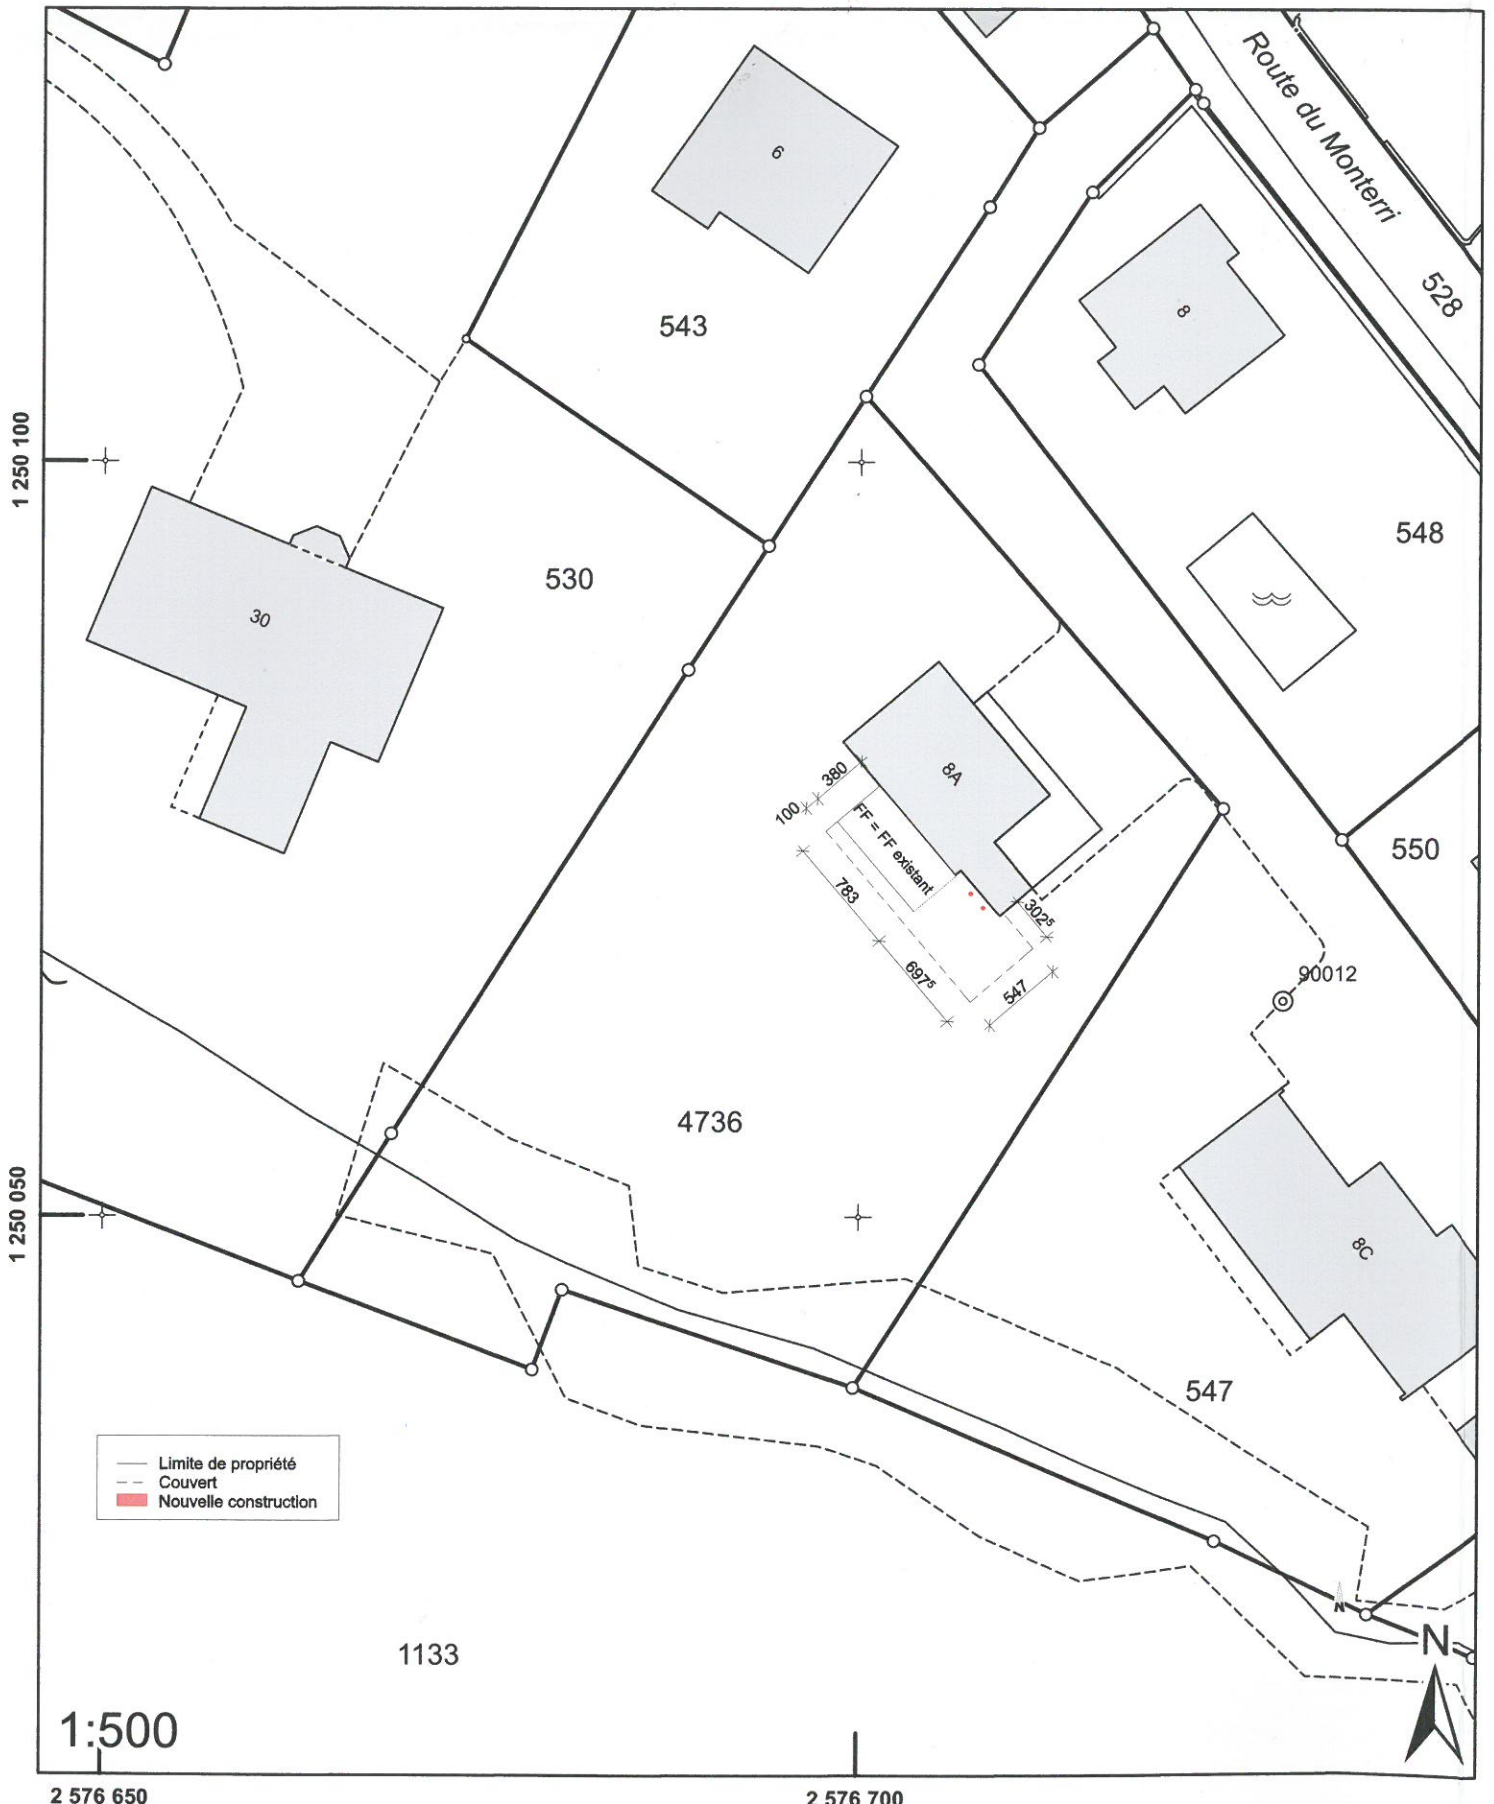 Route du Monterri
6
8
528
543
1 250 100
548
530
30
8A
380
100
FF = FF existant
550
783
302⁵
697⁵
547
90012
4736
1 250 050
8C
547
Limite de propriété
Couvert
Nouvelle construction
N
1133
N
1:500
2 576 650
2 576 700